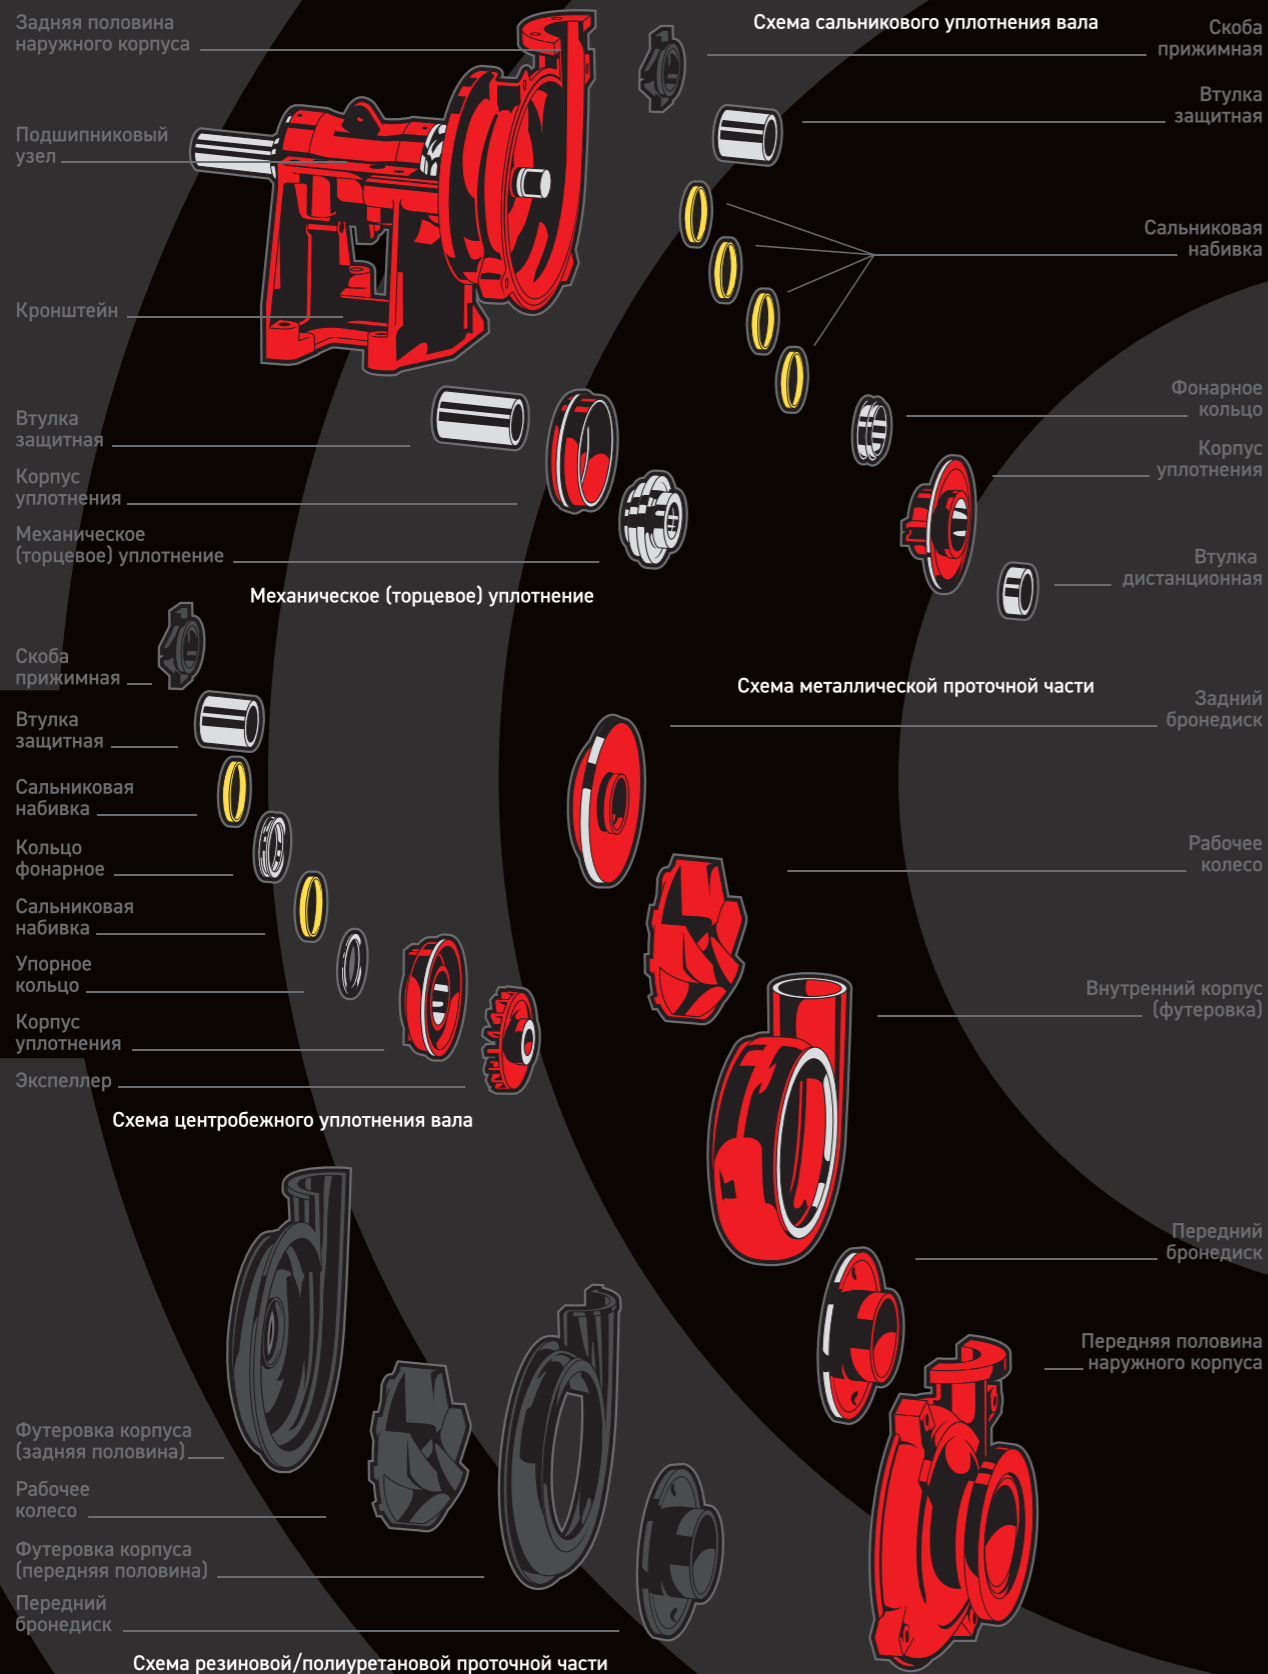 Задняя половина
наружного корпуса
Подшипниковый
узел
Кронштейн
Втулка
защитная
Корпус
уплотнения
Механическое
(торцевое) уплотнение
Механическое (торцевое) уплотнение
Схема сальникового уплотнения вала
Скоба
прижимная
Втулка
защитная
Сальниковая
набивка
Фонарное
кольцо
Корпус
уплотнения
Втулка
дистанционная
Скоба
прижимная
Втулка
защитная
Сальниковая
набивка
Кольцо
фонарное
Сальниковая
набивка
Упорное
кольцо
Корпус
уплотнения
Экспеллер
Схема центробежного уплотнения вала
Схема металлической проточной части
Задний
бронедиск
Рабочее
колесо
Внутренний корпус
(футеровка)
Передний
бронедиск
Передняя половина
наружного корпуса
Футеровка корпуса
(задняя половина)
Рабочее
колесо
Футеровка корпуса
(передняя половина)
Передний
бронедиск
Схема резиновой/полиуретановой проточной части